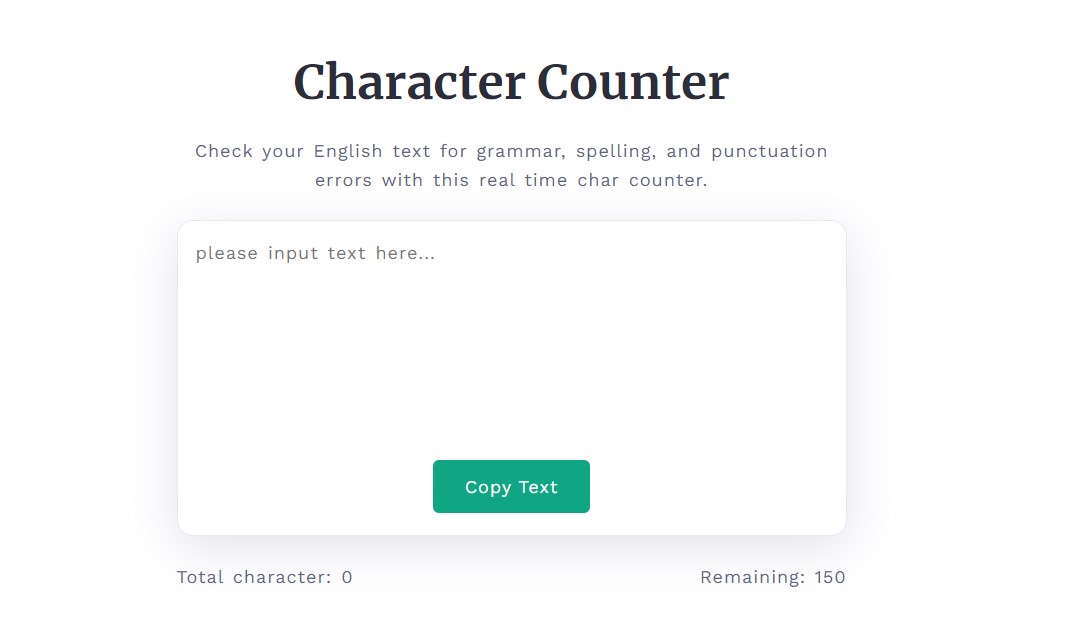 Character Counter
Check your English text for grammar, spelling, and punctuation
errors with this real time char counter.
please input text here...
Copy Text
Total character: 0
Remaining: 150